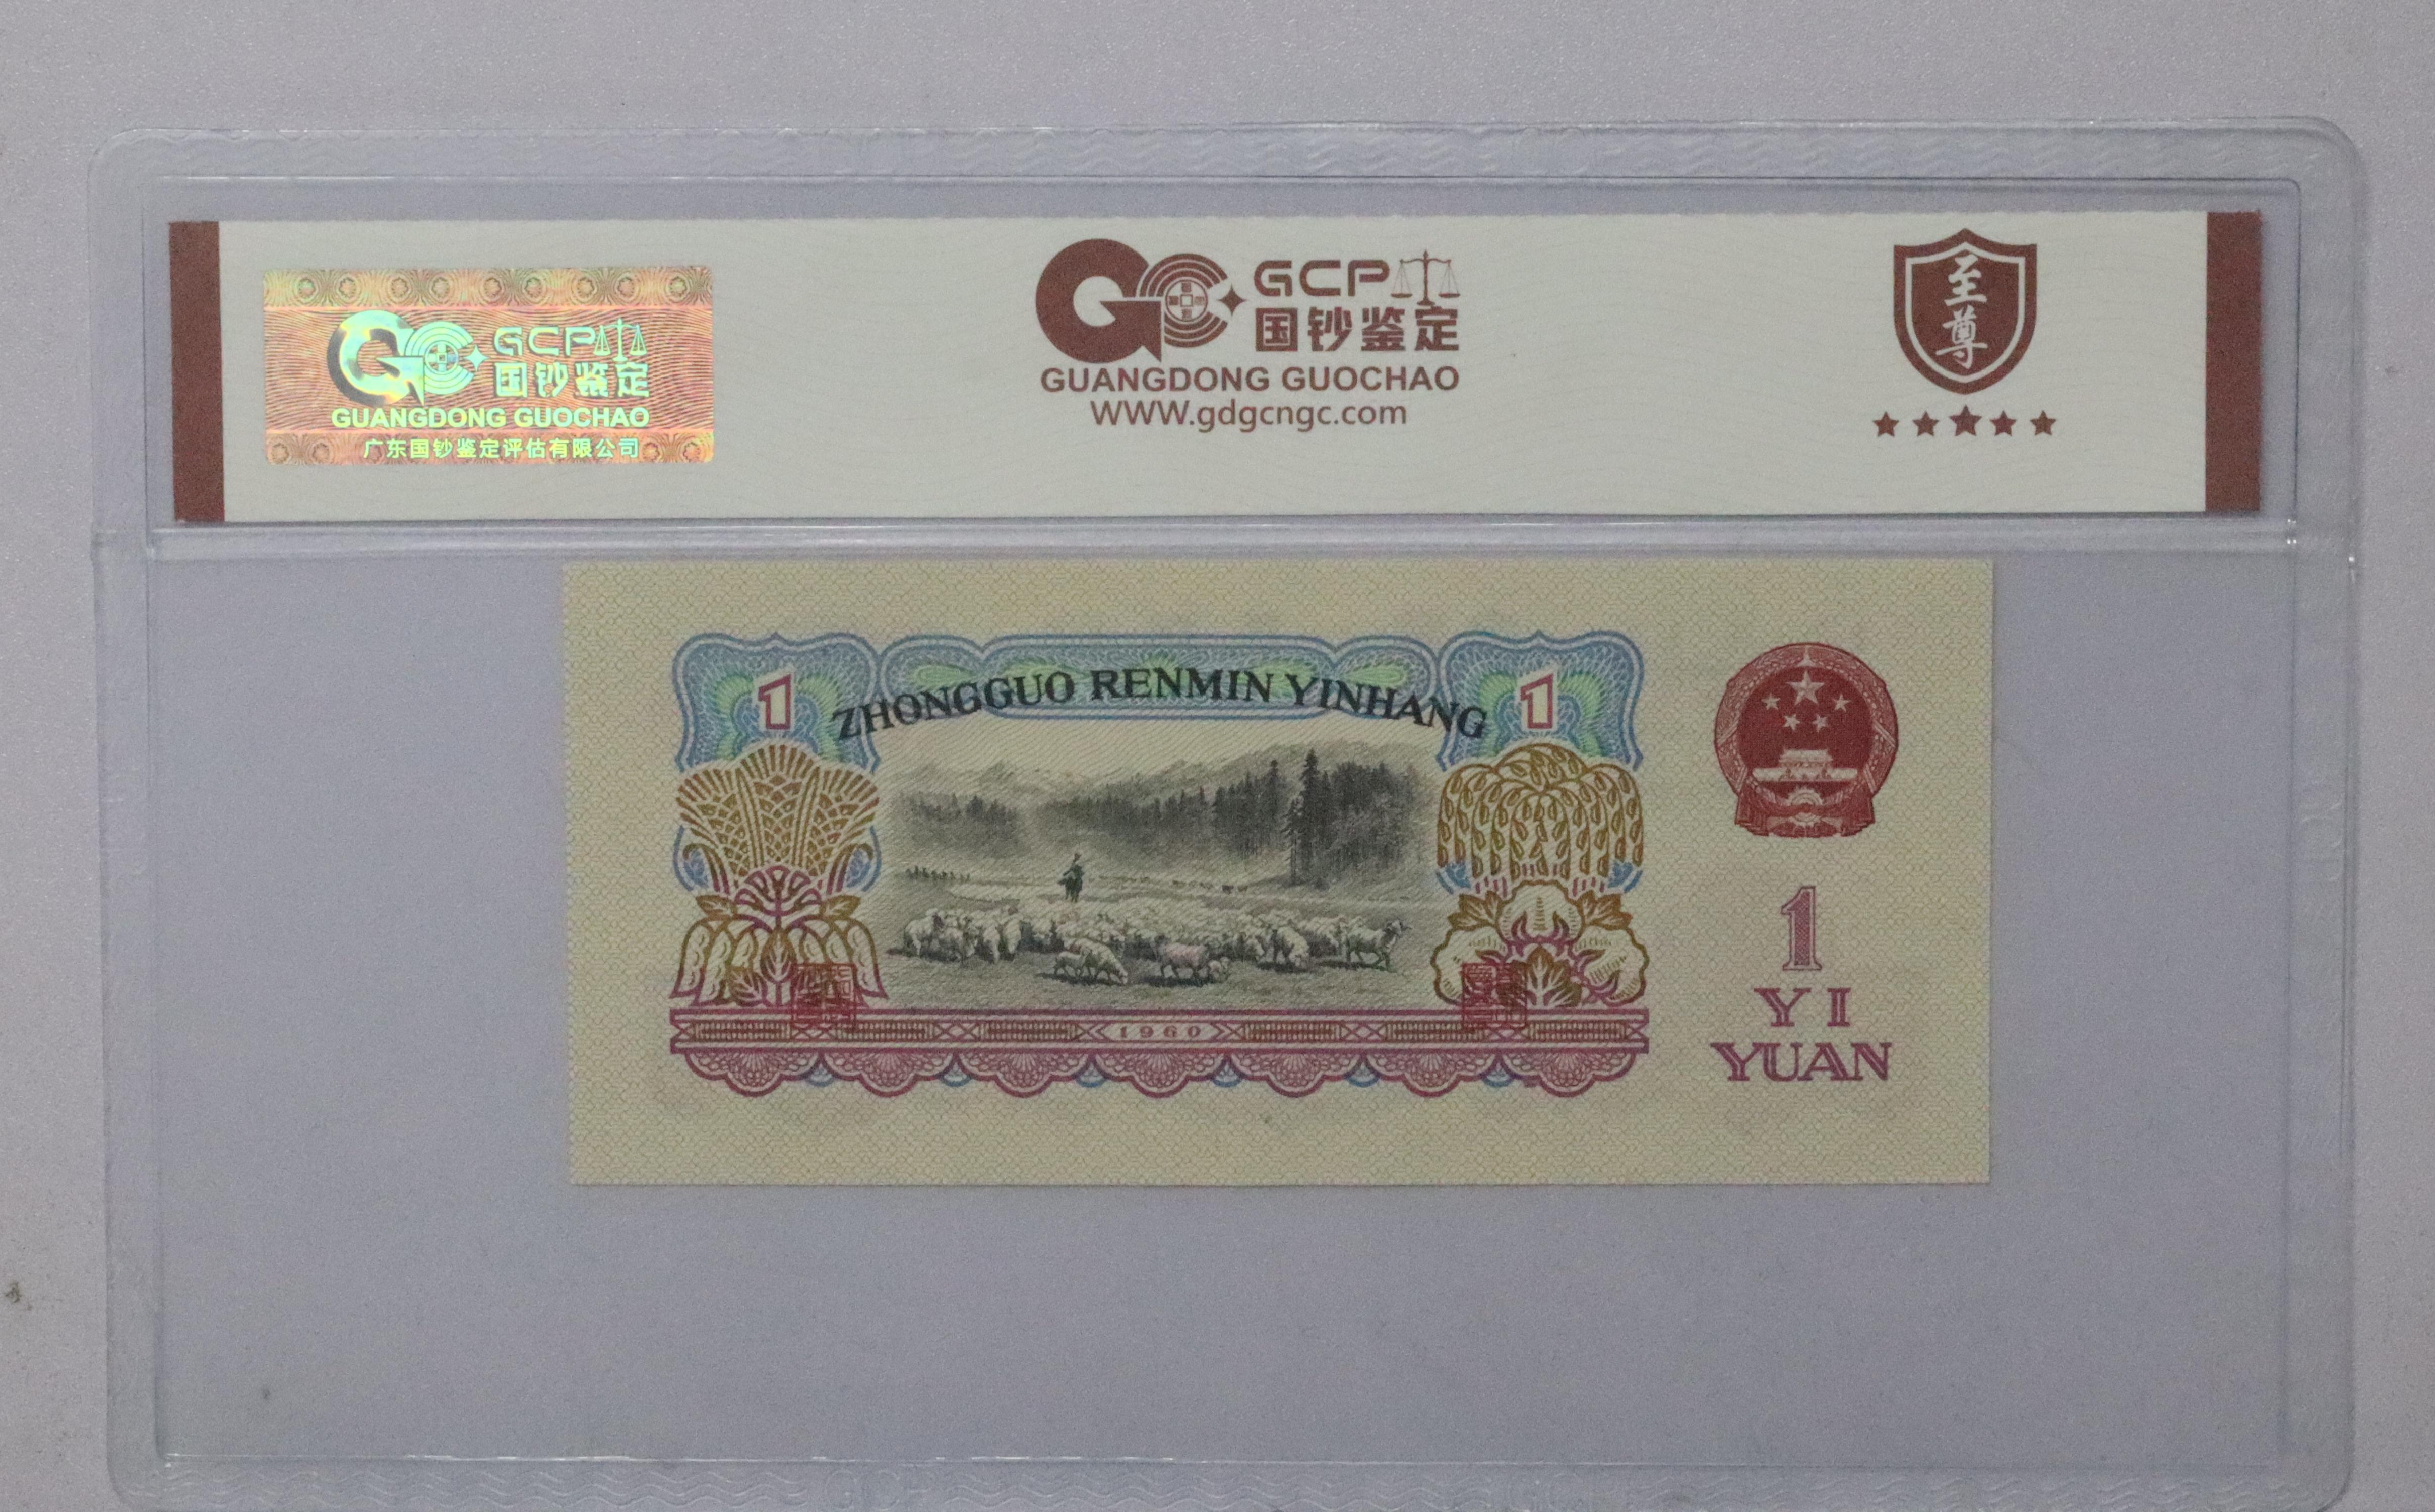 GCP
国钞鉴定
GUANGDONG GUOCHAO
广东国钞鉴定评估有限公司
GCP
国钞鉴定
GUANGDONG GUOCHAO
WWW.gdgcngc.com
至尊
1
ZHONGGUO RENMIN YINHANG
1
1960
1
YI
YUAN